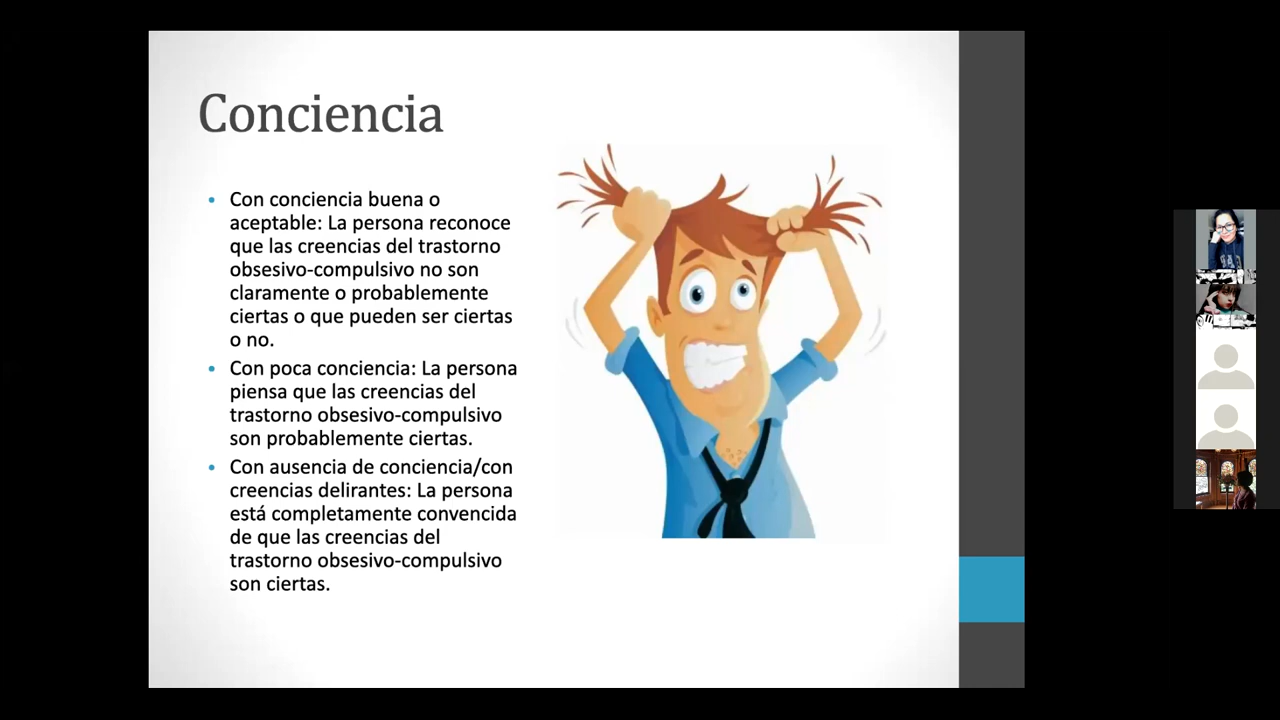 Conciencia
• Con conciencia buena o
aceptable: La persona reconoce
que las creencias del trastorno
obsesivo-compulsivo no son
claramente o probablemente
ciertas o que pueden ser ciertas
o no.
• Con poca conciencia: La persona
piensa que las creencias del
trastorno obsesivo-compulsivo
son probablemente ciertas.
• Con ausencia de conciencia/con
creencias delirantes: La persona
está completamente convencida
de que las creencias del
trastorno obsesivo-compulsivo
son ciertas.